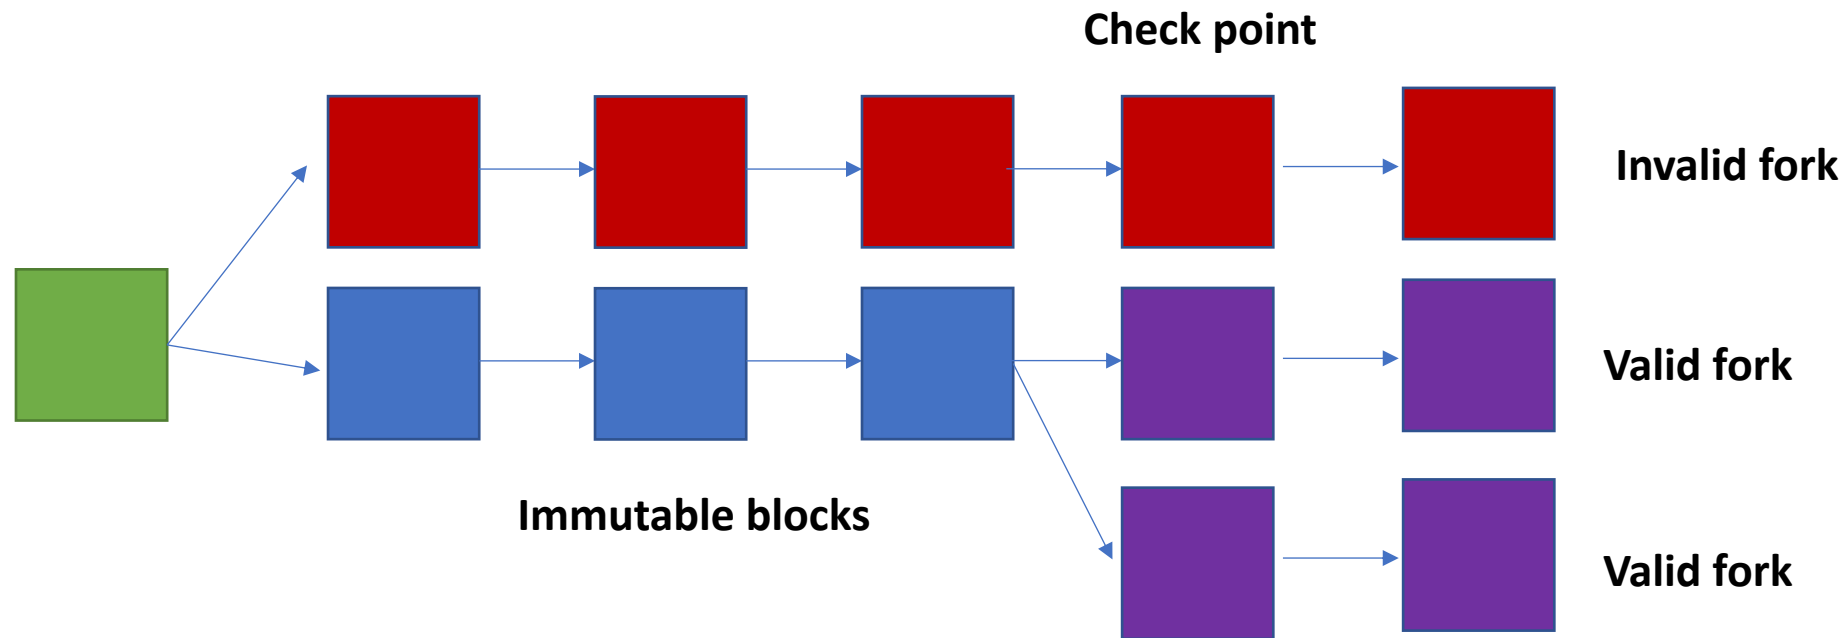 Check point
Invalid fork
Valid fork
Immutable blocks
Valid fork